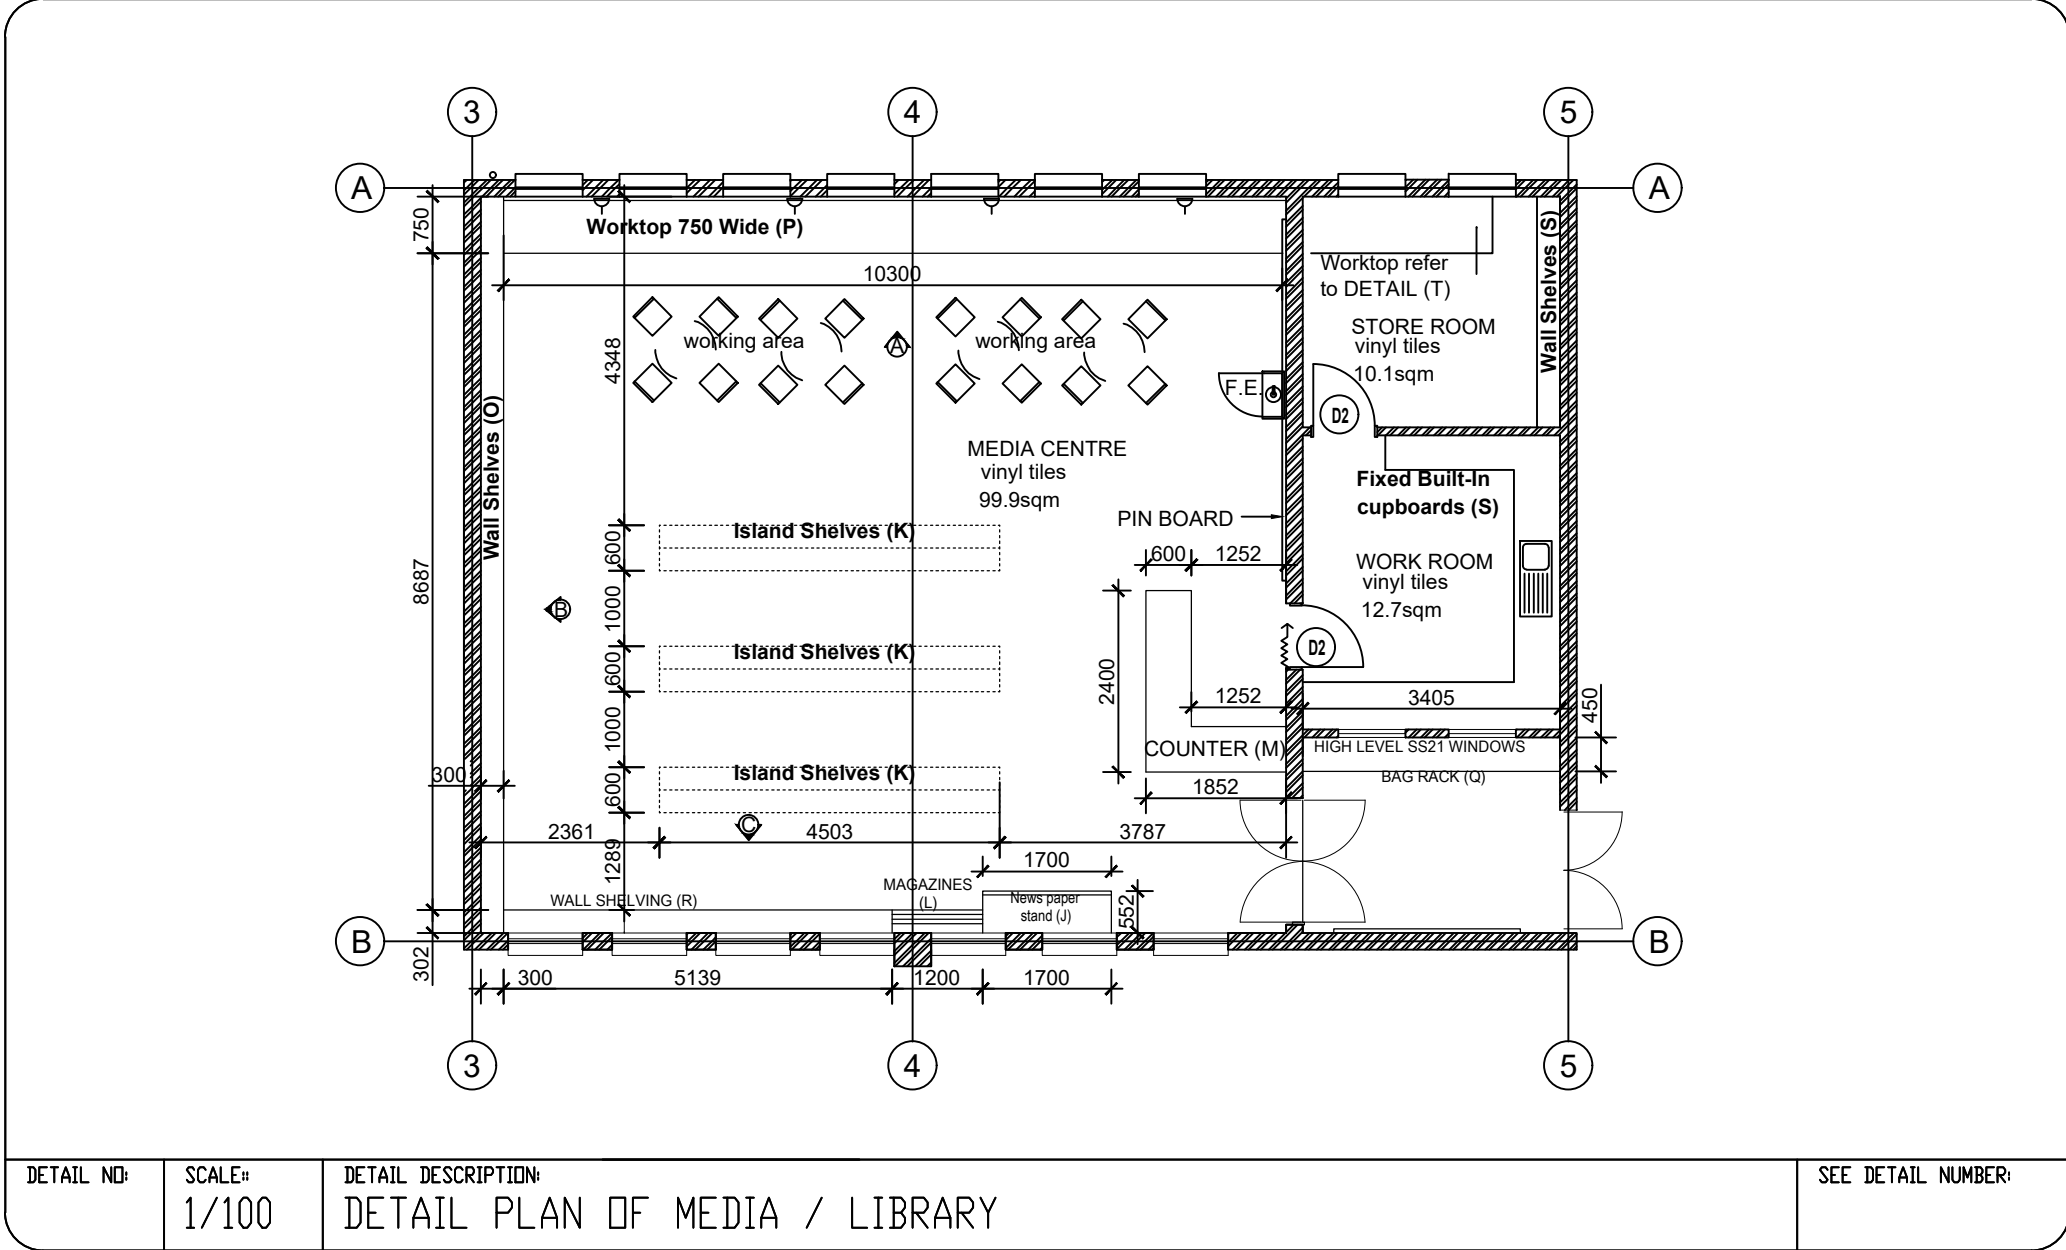 3
4
5
A
A
750
Worktop 750 Wide (P)
10300
Worktop refer
to DETAIL (T)
Wall Shelves (S)
STORE ROOM
vinyl tiles
10.1sqm
working area
working area
A
4348
F.E.
D2
Wall Shelves (O)
MEDIA CENTRE
vinyl tiles
99.9sqm
Fixed Built-In
cupboards (S)
PIN BOARD
Island Shelves (K)
600
600
1252
WORK ROOM
vinyl tiles
12.7sqm
8687
B
1000
D2
Island Shelves (K)
600
2400
1252
3405
450
1000
COUNTER (M)
HIGH LEVEL SS21 WINDOWS
BAG RACK (Q)
300
Island Shelves (K)
600
1852
C
2361
4503
3787
1289
1700
WALL SHELVING (R)
MAGAZINES
(L)
News paper
stand (J)
552
B
B
302
300
5139
1200
1700
3
4
5
DETAIL NO:
SCALE::
1/100
DETAIL DESCRIPTION:
DETAIL PLAN OF MEDIA / LIBRARY
SEE DETAIL NUMBER: